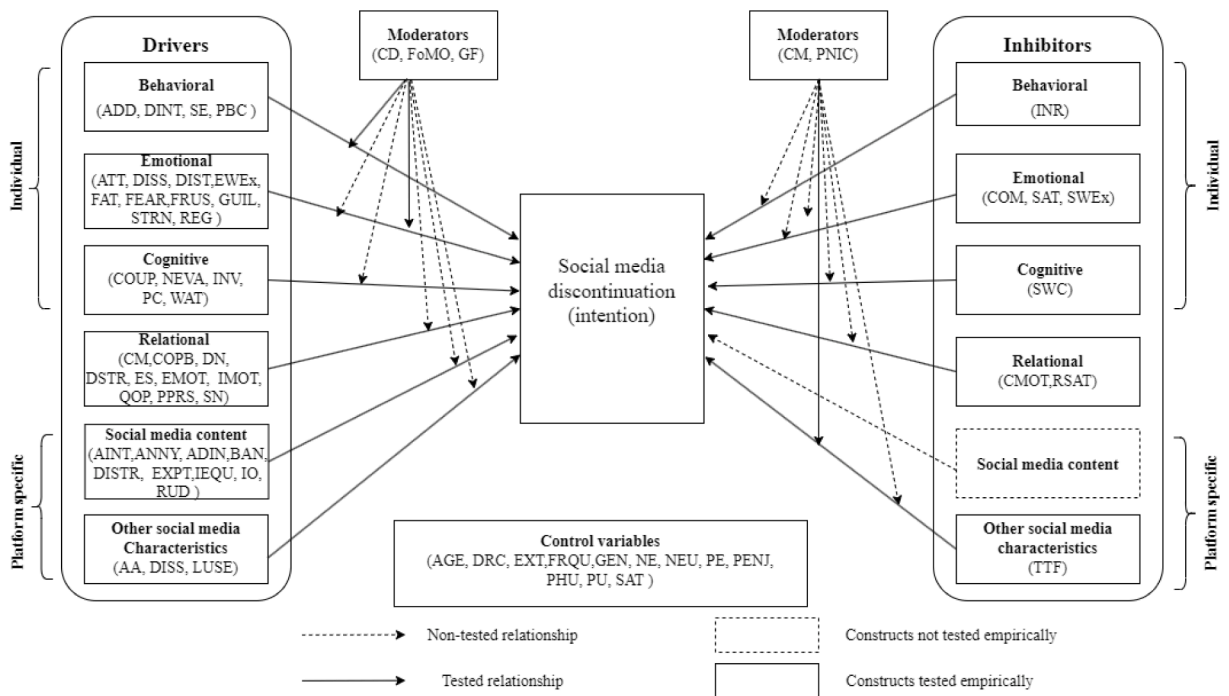 Drivers
Behavioral
(ADD, DINT, SE, PBC )
Emotional
(ATT, DISS, DIST,EWEx,
FAT, FEAR,FRUS, GUIL,
STRN, REG )
Cognitive
(COUP, NEVA, INV,
PC, WAT)
Relational
(CM,COPB, DN,
DSTR, ES, EMOT, IMOT,
QOP, PPRS, SN)
Social media content
(AINT,ANNY, ADIN,BAN,
DISTR, EXPT,IEQU, IO,
RUD )
Other social media
Characteristics
(AA, DISS, LUSE)
Individual
Platform specific
Moderators
(CD, FoMO, GF)
Social media
discontinuation
(intention)
Moderators
(CM, PNIC)
Inhibitors
Behavioral
(INR)
Emotional
(COM, SAT, SWEx)
Cognitive
(SWC)
Relational
(CMOT,RSAT)
Social media content
Other social media
characteristics
(TTF)
Individual
Platform specific
Control variables
(AGE, DRC, EXT,FRQU,GEN, NE, NEU, PE, PENJ,
PHU, PU, SAT )
Non-tested relationship
Constructs not tested empirically
Tested relationship
Constructs tested empirically